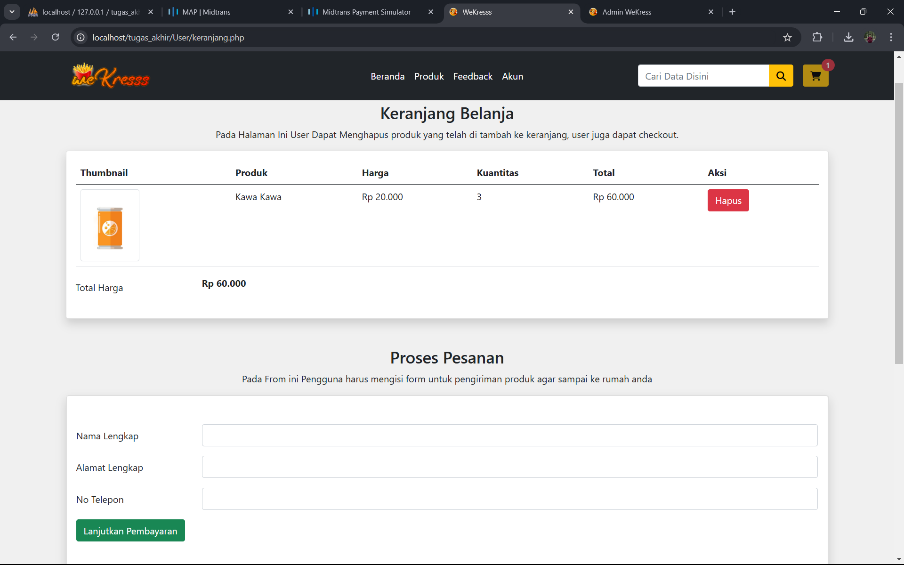 localhost / 127.0.0.1 / tugas_ak
MAP | Midtrans
Midtrans Payment Simulator
WeKresss
Admin WeKress
localhost/tugas_akhir/User/keranjang.php
weKresss
Beranda Produk Feedback Akun
Cari Data Disini
1
Keranjang Belanja
Pada Halaman Ini User Dapat Menghapus produk yang telah di tambah ke keranjang, user juga dapat checkout.
Thumbnail Produk Harga Kuantitas Total Aksi
Kawa Kawa Rp 20.000 3 Rp 60.000 Hapus
Total Harga Rp 60.000
Proses Pesanan
Pada From ini Pengguna harus mengisi form untuk pengiriman produk agar sampai ke rumah anda
Nama Lengkap
Alamat Lengkap
No Telepon
Lanjutkan Pembayaran